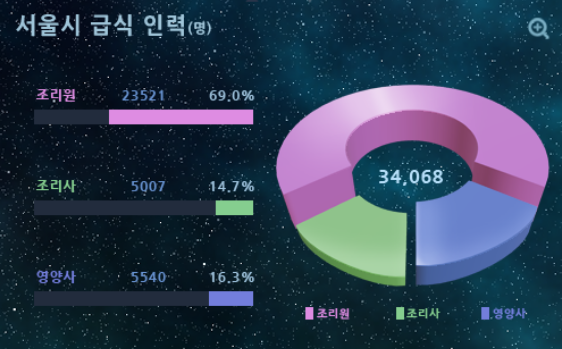 서울시 급식 인력(명)
조리원 23521 69.0%
조리사 5007 14.7%
영양사 5540 16.3%
34,068
조리원 조리사 영양사